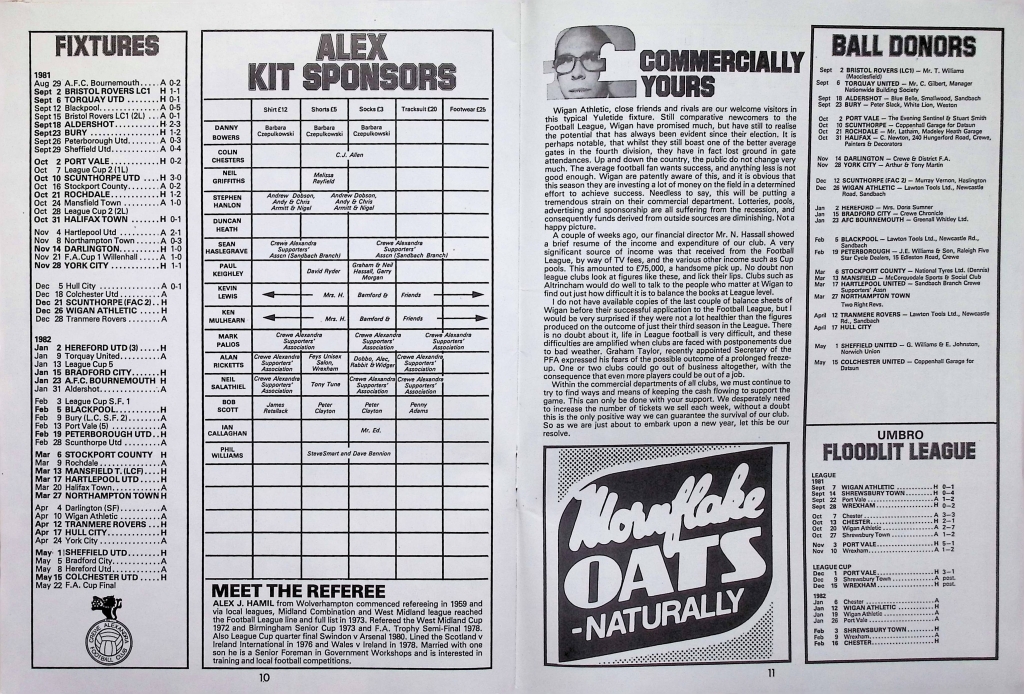 FIXTURES
1981
Aug 29 A.F.C. Bournemouth.....A 0-2
Sept 2 BRISTOL ROVERS LC1 H 1-1
Sept 6 TORQUAY UTD ........H 0-1
Sept 12 Blackpool...............A 0-5
Sept 15 Bristol Rovers LC1 (2L) ...A 0-1
Sept 18 ALDERSHOT..........H 2-3
Sept 23 BURY ..................H 1-2
Sept 26 Peterborough Utd.....A 0-3
Sept 29 Sheffield Utd..........A 0-4
Oct 2 PORT VALE.............H 0-2
Oct 7 League Cup 2 (1L)
Oct 10 SCUNTHORPE UTD ...H 3-0
Oct 16 Stockport County.......A 0-2
Oct 21 ROCHDALE............H 1-2
Oct 24 Mansfield Town........A 1-0
Oct 28 League Cup 2 (2L)
Oct 31 HALIFAX TOWN.......H 0-1
Nov 4 Hartlepool Utd.........A 2-1
Nov 8 Northampton Town.....A 0-3
Nov 14 DARLINGTON..........H 1-0
Nov 21 F.A.Cup 1 Willenhall....A 1-0
Nov 28 YORK CITY ...........H 1-1
Dec 5 Hull City ..............A 0-1
Dec 18 Colchester Utd.........A
Dec 21 SCUNTHORPE (FAC 2)..H
Dec 26 WIGAN ATHLETIC .....H
Dec 28 Tranmere Rovers .......A
1982
Jan 2 HEREFORD UTD (3) .....H
Jan 9 Torquay United..........A
Jan 13 League Cup 5
Jan 15 BRADFORD CITY.......H
Jan 23 A.F.C. BOURNEMOUTH H
Jan 31 Aldershot...............A
Feb 3 League Cup S.F. 1
Feb 5 BLACKPOOL...........H
Feb 9 Bury (L.C. S.F. 2)........A
Feb 13 Port Vale (5) ...........A
Feb 19 PETERBOROUGH UTD..H
Feb 28 Scunthorpe Utd ........A
Mar 6 STOCKPORT COUNTY H
Mar 9 Rochdale...............A
Mar 13 MANSFIELD T. (LCF)....H
Mar 17 HARTLEPOOL UTD.....H
Mar 20 Halifax Town...........A
Mar 27 NORTHAMPTON TOWN H
Apr 4 Darlington (SF).........A
Apr 10 Wigan Athletic .........A
Apr 12 TRANMERE ROVERS ...H
Apr 17 HULL CITY.............H
Apr 24 York City ..............A
May 1 SHEFFIELD UTD........H
May 5 Bradford City..........A
May 8 Hereford Utd ..........A
May 15 COLCHESTER UTD.....H
May 22 F.A. Cup Final
CREWE ALEXANDRA
FOOTBALL CLUB
ALEX
KIT SPONSORS
Shirt £12 Shorts £5 Socks £3 Tracksuit £20 Footwear £25
DANNY BOWERS Barbara Czepulkowski Barbara Czepulkowski Barbara Czepulkowski
COLIN CHESTERS C.J. Allen
NEIL GRIFFITHS Melissa Rayfield
STEPHEN HANLON Andrew Dobson, Andy & Chris Armitt & Nigel Andrew Dobson, Andy & Chris Armitt & Nigel
DUNCAN HEATH
SEAN HASLEGRAVE Crewe Alexandra Supporters' Asscn (Sandbach Branch) Crewe Alexandra Supporters' Asscn (Sandbach Branch)
PAUL KEIGHLEY David Ryder Graham & Neil Hassall, Garry Morgan
KEVIN LEWIS Mrs. H. Bamford & Friends
KEN MULHEARN Mrs. H. Bamford & Friends
MARK PALIOS Crewe Alexandra Supporters' Association Crewe Alexandra Supporters' Association Crewe Alexandra Supporters' Association
ALAN RICKETTS Crewe Alexandra Supporters' Association Feys Unisex Salon, Wrexham Dobbo, Alec, Rabbit & Widger Crewe Alexandra Supporters' Association
NEIL SALATHIEL Crewe Alexandra Supporters' Association Tony Tune Crewe Alexandra Supporters' Association Crewe Alexandra Supporters' Association
BOB SCOTT James Retallack Peter Clayton Peter Clayton Penny Adams
IAN CALLAGHAN Mr. Ed.
PHIL WILLIAMS Steve Smart and Dave Bennion
MEET THE REFEREE
ALEX J. HAMIL from Wolverhampton commenced refereeing in 1959 and
via local leagues, Midland Combination and West Midland league reached
the Football League line and full list in 1973. Refereed the West Midland Cup
1972 and Birmingham Senior Cup 1973 and F.A. Trophy Semi-Final 1978.
Also League Cup quarter final Swindon v Arsenal 1980. Lined the Scotland v
Ireland International in 1976 and Wales v Ireland in 1978. Married with one
son he is a Senior Foreman in Government Workshops and is interested in
training and local football competitions.
10
£ COMMERCIALLY
YOURS
Wigan Athletic, close friends and rivals are our welcome visitors in
this typical Yuletide fixture. Still comparative newcomers to the
Football League, Wigan have promised much, but have still to realise
the potential that has always been evident since their election. It is
perhaps notable, that whilst they still boast one of the better average
gates in the fourth division, they have in fact lost ground in gate
attendances. Up and down the country, the public do not change very
much. The average football fan wants success, and anything less is not
good enough. Wigan are patently aware of this, and it is obvious that
this season they are investing a lot of money on the field in a determined
effort to achieve success. Needless to say, this will be putting a
tremendous strain on their commercial department. Lotteries, pools,
advertising and sponsorship are all suffering from the recession, and
consequently funds derived from outside sources are diminishing. Not a
happy picture.
A couple of weeks ago, our financial director Mr. N. Hassall showed
a brief resume of the income and expenditure of our club. A very
significant source of income was that received from the Football
League, by way of TV fees, and the various other income such as Cup
pools. This amounted to £75,000, a handsome pick up. No doubt non
league clubs look at figures like these, and lick their lips. Clubs such as
Altrincham would do well to talk to the people who matter at Wigan to
find out just how difficult it is to balance the books at League level.
I do not have available copies of the last couple of balance sheets of
Wigan before their successful application to the Football League, but I
would be very surprised if they were not a lot healthier than the figures
produced on the outcome of just their third season in the League. There
is no doubt about it, life in League football is very difficult, and these
difficulties are amplified when clubs are faced with postponements due
to bad weather. Graham Taylor, recently appointed Secretary of the
PFA expressed his fears of the possible outcome of a prolonged freeze-
up. One or two clubs could go out of business altogether, with the
consequence that even more players could be out of a job.
Within the commercial departments of all clubs, we must continue to
try to find ways and means of keeping the cash flowing to support the
game. This can only be done with your support. We desperately need
to increase the number of tickets we sell each week, without a doubt
this is the only positive way we can guarantee the survival of our club.
So as we are just about to embark upon a new year, let this be our
resolve.
Mornflake
OATS
-NATURALLY
11
BALL DONORS
Sept 2 BRISTOL ROVERS (LC1) — Mr. T. Williams
(Macclesfield)
Sept 6 TORQUAY UNITED — Mr. C. Gilbert, Manager
Nationwide Building Society
Sept 18 ALDERSHOT — Blue Belle, Smallwood, Sandbach
Sept 23 BURY — Peter Slack, White Lion, Weston
Oct 2 PORT VALE — The Evening Sentinel & Stuart Smith
Oct 10 SCUNTHORPE — Coppenhall Garage for Datsun
Oct 21 ROCHDALE — Mr. Latham, Madeley Heath Garage
Oct 31 HALIFAX — C. Newton, 240 Hungerford Road, Crewe,
Painters & Decorators
Nov 14 DARLINGTON — Crewe & District F.A.
Nov 28 YORK CITY — Arthur & Tony Martin
Dec 12 SCUNTHORPE (FAC 2) — Murray Vernon, Haslington
Dec 26 WIGAN ATHLETIC — Lawton Tools Ltd., Newcastle
Road, Sandbach
Jan 2 HEREFORD — Mrs. Doris Sumner
Jan 15 BRADFORD CITY — Crewe Chronicle
Jan 23 AFC BOURNEMOUTH — Greenall Whitley Ltd.
Feb 5 BLACKPOOL — Lawton Tools Ltd., Newcastle Rd.,
Sandbach
Feb 19 PETERBOROUGH — J.E. Williams & Son, Raleigh Five
Star Cycle Dealers, 16 Edleston Road, Crewe
Mar 6 STOCKPORT COUNTY — National Tyres Ltd. (Dennis)
Mar 13 MANSFIELD — McCorquodale Sports & Social Club
Mar 17 HARTLEPOOL UNITED — Sandbach Branch Crewe
Supporters' Assn
Mar 27 NORTHAMPTON TOWN
Two Right Revs.
April 12 TRANMERE ROVERS — Lawton Tools Ltd., Newcastle
Rd., Sandbach
April 17 HULL CITY
May 1 SHEFFIELD UNITED — G. Williams & E. Johnston,
Norwich Union
May 15 COLCHESTER UNITED — Coppenhall Garage for
Datsun
UMBRO
FLOODLIT LEAGUE
LEAGUE
1981
Sept 7 WIGAN ATHLETIC ..........H 0—1
Sept 14 SHREWSBURY TOWN ......H 0—4
Sept 22 Port Vale..................A 1—2
Sept 28 WREXHAM...............H 0—2
Oct 7 Chester...................A 3—3
Oct 13 CHESTER.................H 2—1
Oct 20 Wigan Athletic ............A 2—7
Oct 27 Shrewsbury Town..........A 1—2
Nov 3 PORT VALE...............H 5—1
Nov 10 Wrexham.................A 1—2
LEAGUE CUP
Dec 1 PORT VALE...............H 3—1
Dec 9 Shrewsbury Town .........A post.
Dec 15 WREXHAM...............H post.
1982
Jan 6 Chester...................A
Jan 12 WIGAN ATHLETIC..........H
Jan 19 Wigan Athletic............A
Jan 26 Port Vale.................A
Feb 3 SHREWSBURY TOWN.......H
Feb 9 Wrexham.................A
Feb 16 CHESTER.................H